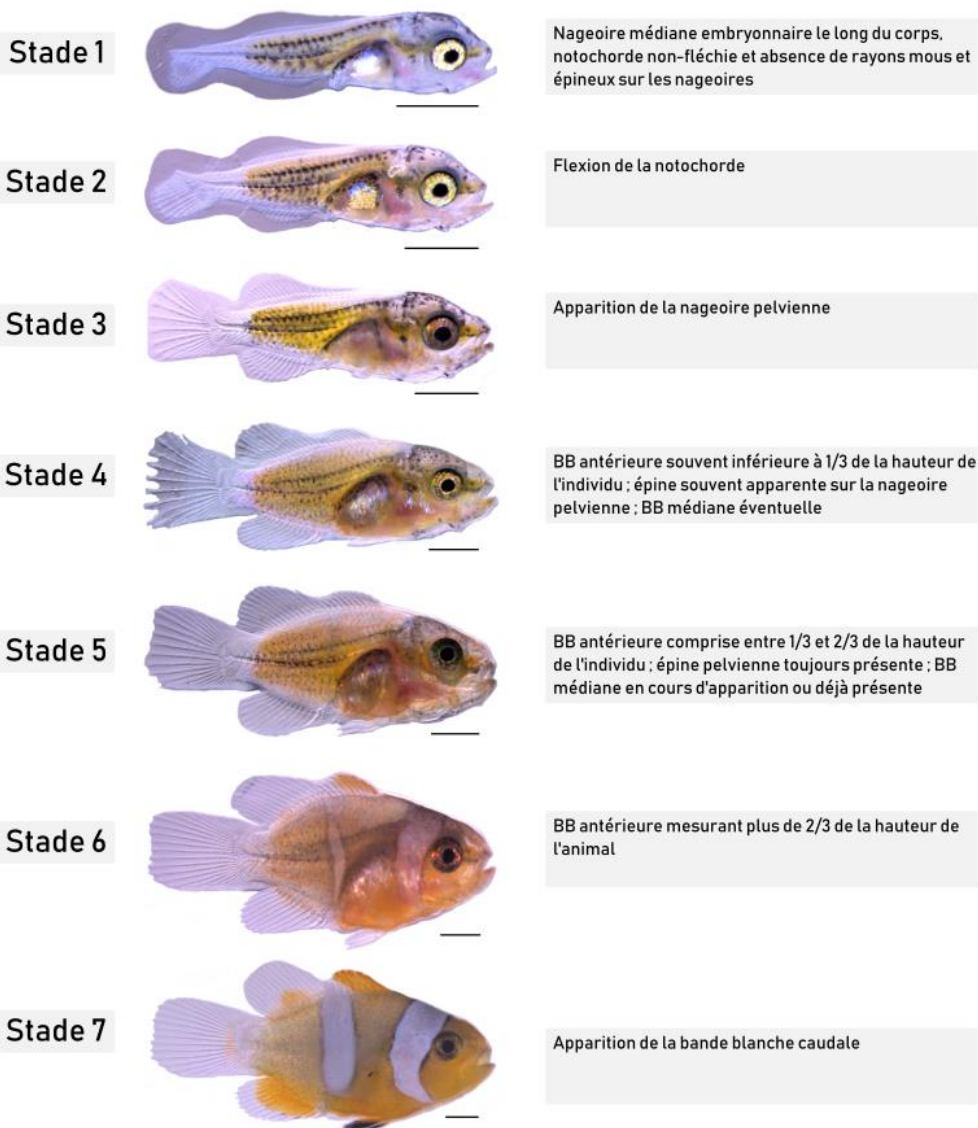 Stade 1
Nageoire médiane embryonnaire le long du corps,
notochorde non-fléchie et absence de rayons mous et
épineux sur les nageoires
Stade 2
Flexion de la notochorde
Stade 3
Apparition de la nageoire pelvienne
Stade 4
BB antérieure souvent inférieure à 1/3 de la hauteur de
l'individu ; épine souvent apparente sur la nageoire
pelvienne ; BB médiane éventuelle
Stade 5
BB antérieure comprise entre 1/3 et 2/3 de la hauteur
de l'individu ; épine pelvienne toujours présente ; BB
médiane en cours d'apparition ou déjà présente
Stade 6
BB antérieure mesurant plus de 2/3 de la hauteur de
l'animal
Stade 7
Apparition de la bande blanche caudale